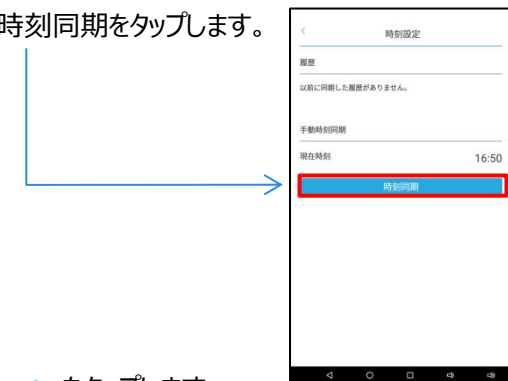 時刻同期をタップします。
時刻設定
履歴
以前に同期した履歴がありません。
手動時刻同期
現在時刻 16:50
時刻同期
をタップします